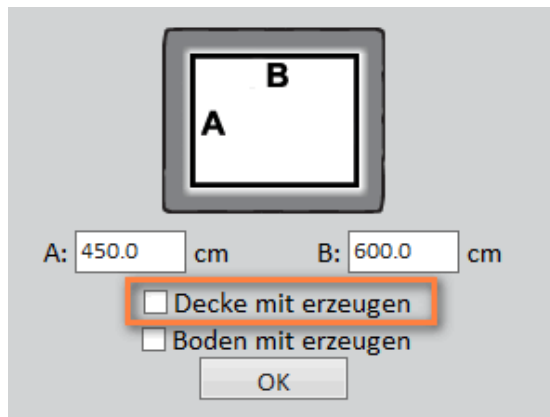 B
A
A: 450.0 cm B: 600.0 cm
Decke mit erzeugen
Boden mit erzeugen
OK